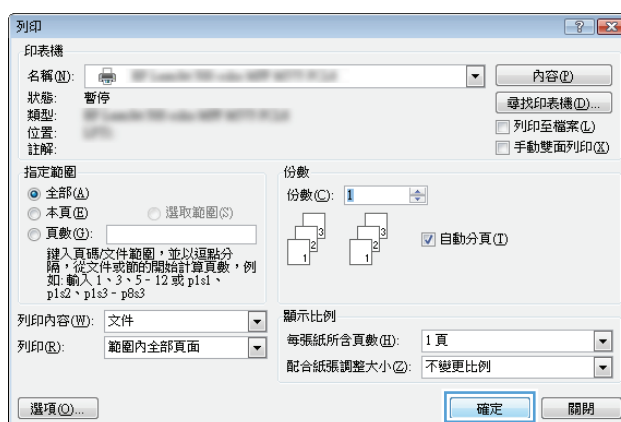 列印
印表機
名稱(N):
內容(P)
狀態: 暫停
尋找印表機(D)...
類型:
位置:
列印至檔案(L)
註解:
手動雙面列印(X)
指定範圍
全部(A)
本頁(E) 選取範圍(S)
頁數(G):
鍵入頁碼/文件範圍，並以逗點分
隔，從文件或節的開始計算頁數，例
如: 輸入 1、3、5 - 12 或 p1s1、
p1s2、p1s3 - p8s3
份數
份數(C): 1
3
2
1
3
2
1
自動分頁(T)
列印內容(W): 文件
列印(R): 範圍內全部頁面
顯示比例
每張紙所含頁數(H): 1 頁
配合紙張調整大小(Z): 不變更比例
選項(O)...
確定
關閉